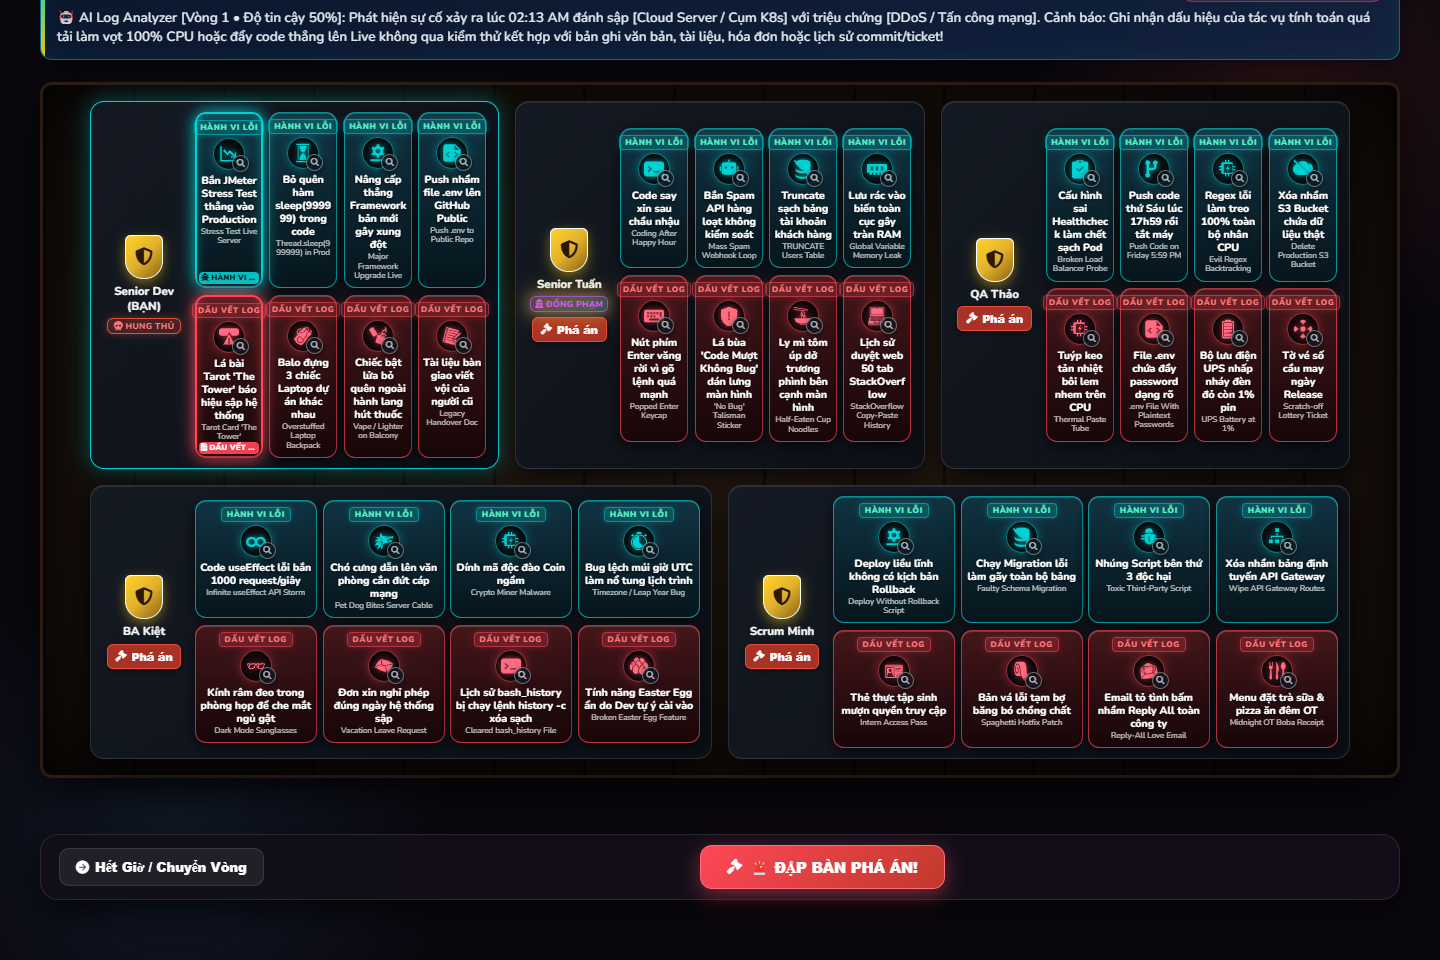 AI Log Analyzer [Vòng 1 • Độ tin cậy 50%]: Phát hiện sự cố xảy ra lúc 02:13 AM đánh sập [Cloud Server / Cụm K8s] với triệu chứng [DDoS / Tấn công mạng]. Cảnh báo: Ghi nhận dấu hiệu của tác vụ tính toán quá
tải làm vọt 100% CPU hoặc đẩy code thẳng lên Live không qua kiểm thử kết hợp với bản ghi văn bản, tài liệu, hóa đơn hoặc lịch sử commit/ticket!
Senior Dev
(BẠN)
HUNG THỦ
HÀNH VI LỖI
Bắn JMeter
Stress Test
thẳng vào
Production
Stress Test Live
Server
HÀNH VI ...
HÀNH VI LỖI
Bỏ quên
hàm
sleep(9999
99) trong
code
Thread.sleep(9
99999) in Prod
HÀNH VI LỖI
Nâng cấp
thẳng
Framework
bản mới
gây xung
đột
Major
Framework
Upgrade Live
HÀNH VI LỖI
Push nhầm
file .env lên
GitHub
Public
Push .env to
Public Repo
DẤU VẾT LOG
Lá bài
Tarot 'The
Tower' báo
hiệu sập hệ
thống
Tarot Card 'The
Tower'
DẤU VẾT ...
DẤU VẾT LOG
Balo đựng
3 chiếc
Laptop dự
án khác
nhau
Overstuffed
Laptop
Backpack
DẤU VẾT LOG
Chiếc bật
lửa bỏ
quên ngoài
hành lang
hút thuốc
Vape / Lighter
on Balcony
DẤU VẾT LOG
Tài liệu bàn
giao viết
vội của
người cũ
Legacy
Handover Doc
Senior Tuấn
ĐỒNG PHẠM
Phá án
HÀNH VI LỖI
Code say
xỉn sau
chầu nhậu
Coding After
Happy Hour
HÀNH VI LỖI
Bắn Spam
API hàng
loạt không
kiểm soát
Mass Spam
Webhook Loop
HÀNH VI LỖI
Truncate
sạch bảng
tài khoản
khách hàng
TRUNCATE
Users Table
HÀNH VI LỖI
Lưu rác vào
biến toàn
cục gây
tràn RAM
Global Variable
Memory Leak
DẤU VẾT LOG
Nút phím
Enter văng
rời vì gõ
lệnh quá
mạnh
Popped Enter
Keycap
DẤU VẾT LOG
Lá bùa
'Code Mượt
Không Bug'
dán lưng
màn hình
'No Bug'
Talisman
Sticker
DẤU VẾT LOG
Ly mì tôm
úp dở
trương
phình bên
cạnh màn
hình
Half-Eaten Cup
Noodles
DẤU VẾT LOG
Lịch sử
duyệt web
50 tab
StackOverf
low
StackOverflow
Copy-Paste
History
QA Thảo
Phá án
HÀNH VI LỖI
Cấu hình
sai
Healthchec
k làm chết
sạch Pod
Broken Load
Balancer Probe
HÀNH VI LỖI
Push code
thứ Sáu lúc
17h59 rồi
tắt máy
Push Code on
Friday 5:59 PM
HÀNH VI LỖI
Regex lỗi
làm treo
100% toàn
bộ nhân
CPU
Evil Regex
Backtracking
HÀNH VI LỖI
Xóa nhầm
S3 Bucket
chứa dữ
liệu thật
Delete
Production S3
Bucket
DẤU VẾT LOG
Tuýp keo
tản nhiệt
bôi lem
nhem trên
CPU
Thermal Paste
Tube
DẤU VẾT LOG
File .env
chứa đầy
password
dạng rõ
.env File With
Plaintext
Passwords
DẤU VẾT LOG
Bộ lưu điện
UPS nhấp
nháy đèn
đỏ còn 1%
pin
UPS Battery at
1%
DẤU VẾT LOG
Tờ vé số
cầu may
ngày
Release
Scratch-off
Lottery Ticket
BA Kiệt
Phá án
HÀNH VI LỖI
Code useEffect lỗi bắn
1000 request/giây
Infinite useEffect API Storm
HÀNH VI LỖI
Chó cưng dẫn lên văn
phòng cắn đứt cáp
mạng
Pet Dog Bites Server Cable
HÀNH VI LỖI
Dính mã độc đào Coin
ngầm
Crypto Miner Malware
HÀNH VI LỖI
Bug lệch múi giờ UTC
làm nổ tung lịch trình
Timezone / Leap Year Bug
DẤU VẾT LOG
Kính râm đeo trong
phòng họp để che mắt
ngủ gật
Dark Mode Sunglasses
DẤU VẾT LOG
Đơn xin nghỉ phép
đúng ngày hệ thống
sập
Vacation Leave Request
DẤU VẾT LOG
Lịch sử bash_history
bị chạy lệnh history -c
xóa sạch
Cleared bash_history File
DẤU VẾT LOG
Tính năng Easter Egg
ẩn do Dev tự ý cài vào
Broken Easter Egg Feature
Scrum Minh
Phá án
HÀNH VI LỖI
Deploy liều lĩnh
không có kịch bản
Rollback
Deploy Without Rollback
Script
HÀNH VI LỖI
Chạy Migration lỗi
làm gãy toàn bộ bảng
Faulty Schema Migration
HÀNH VI LỖI
Nhúng Script bên thứ
3 độc hại
Toxic Third-Party Script
HÀNH VI LỖI
Xóa nhầm bảng định
tuyến API Gateway
Wipe API Gateway Routes
DẤU VẾT LOG
Thẻ thực tập sinh
mượn quyền truy cập
Intern Access Pass
DẤU VẾT LOG
Bản vá lỗi tạm bợ
băng bó chồng chất
Spaghetti Hotfix Patch
DẤU VẾT LOG
Email tỏ tình bấm
nhầm Reply All toàn
công ty
Reply-All Love Email
DẤU VẾT LOG
Menu đặt trà sữa &
pizza ăn đêm OT
Midnight OT Boba Receipt
Hết Giờ / Chuyển Vòng
ĐẬP BÀN PHÁ ÁN!